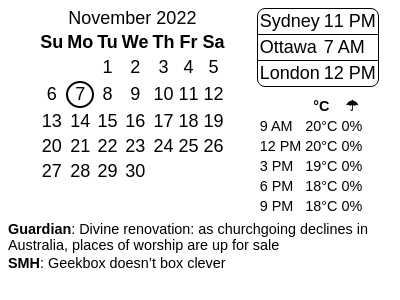 November 2022
Su Mo Tu We Th Fr Sa
1 2 3 4 5
6 7 8 9 10 11 12
13 14 15 16 17 18 19
20 21 22 23 24 25 26
27 28 29 30
Sydney 11 PM
Ottawa 7 AM
London 12 PM
°C ☂
9 AM 20°C 0%
12 PM 20°C 0%
3 PM 19°C 0%
6 PM 18°C 0%
9 PM 18°C 0%
Guardian: Divine renovation: as churchgoing declines in
Australia, places of worship are up for sale
SMH: Geekbox doesn’t box clever